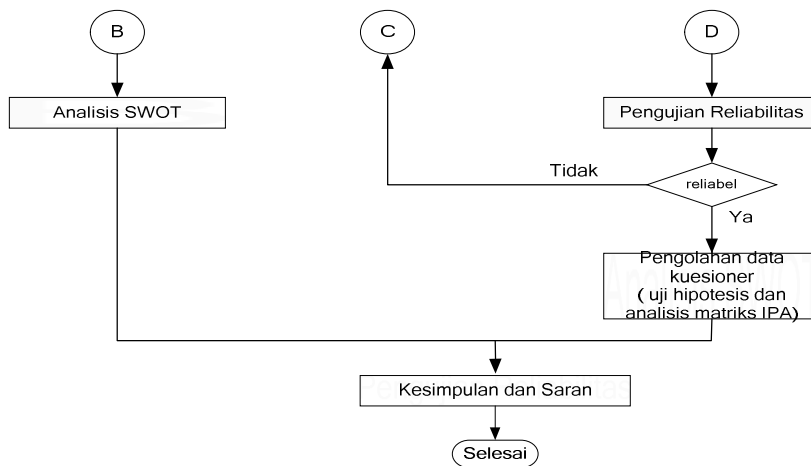 B
C
D
Analisis SWOT
Pengujian Reliabilitas
Tidak
reliabel
Ya
Pengolahan data
kuesioner
( uji hipotesis dan
analisis matriks IPA)
Kesimpulan dan Saran
Selesai